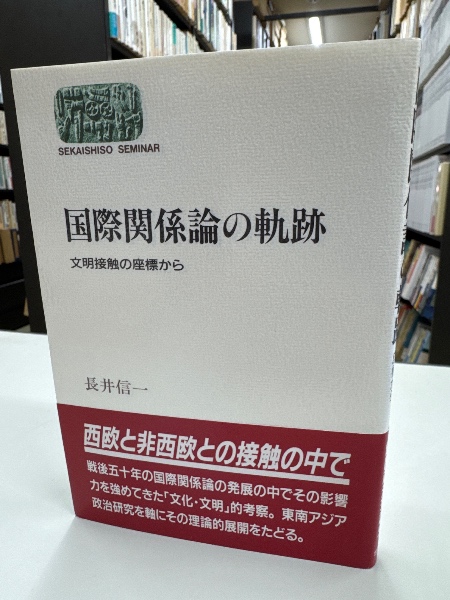 SEKAISHISO SEMINAR
国際関係論の軌跡
文明接触の座標から
長井信一
西欧と非西欧との接触の中で
戦後五十年の国際関係論の発展の中でその影響
力を強めてきた「文化・文明」的考察。東南アジア
政治研究を軸にその理論的展開をたどる。